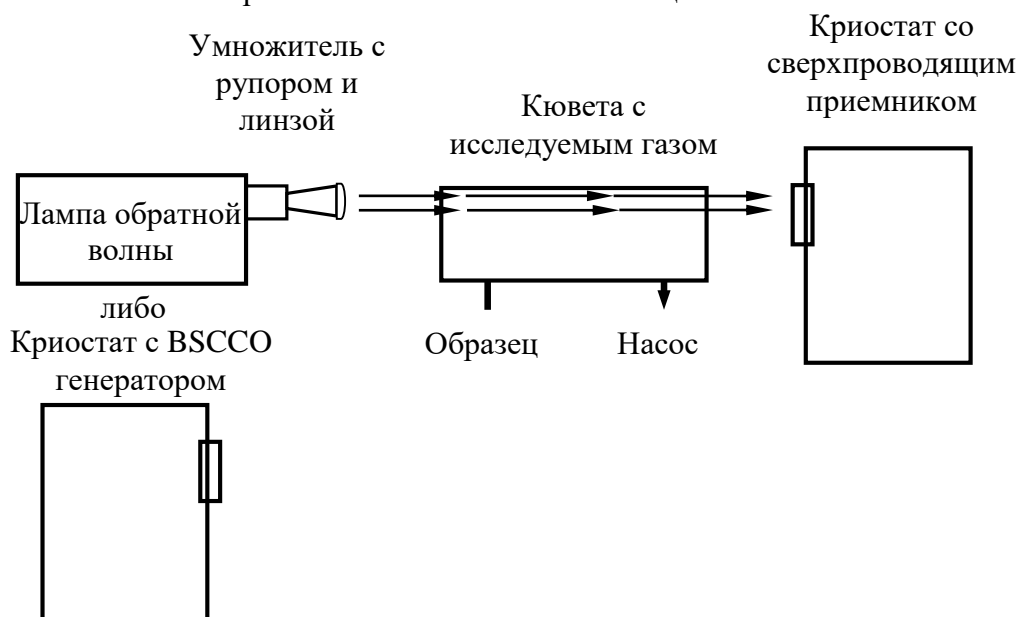 Умножитель с
рупором и
линзой
Кювета с
исследуемым газом
Криостат со
сверхпроводящим
приемником
Лампа обратной
волны
либо
Криостат с BSCCO
генератором
Образец
Насос